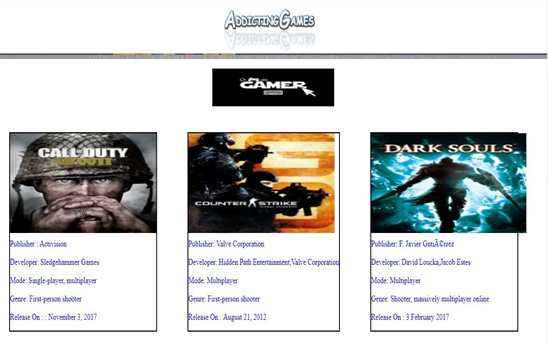 ADDICTINGGAMES
GAMER
CALL OF DUTY
WWII
COUNTER STRIKE
DARK SOULS
Publisher : Activision
Developer: Sledgehammer Games
Mode: Single-player, multiplayer
Genre: First-person shooter
Release On : : November 3, 2017
Publisher: Valve Corporation
Developer: Hidden Path Entertainment,Valve Corporation
Mode: Multiplayer
Genre: First-person shooter
Release On : August 21, 2012
Publisher: F. Javier GutiÃ©rrez
Developer: David Loucka,Jacob Estes
Mode: Multiplayer
Genre: Shooter, massively multiplayer online
Release On : 3 February 2017